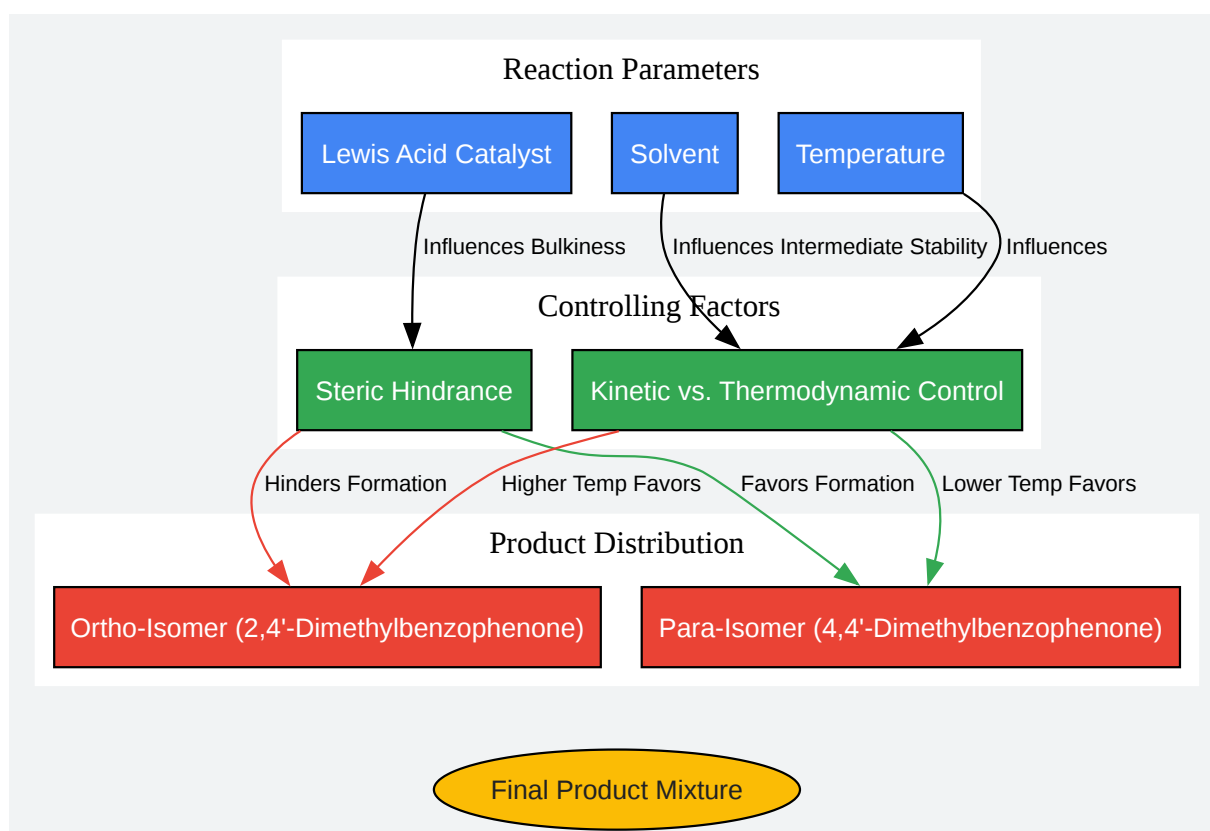 Reaction Parameters
Lewis Acid Catalyst
Solvent
Temperature
Influences Bulkiness
Influences Intermediate Stability
Influences
Controlling Factors
Steric Hindrance
Kinetic vs. Thermodynamic Control
Hinders Formation
Higher Temp Favors
Favors Formation
Lower Temp Favors
Product Distribution
Ortho-Isomer (2,4'-Dimethylbenzophenone)
Para-Isomer (4,4'-Dimethylbenzophenone)
Final Product Mixture